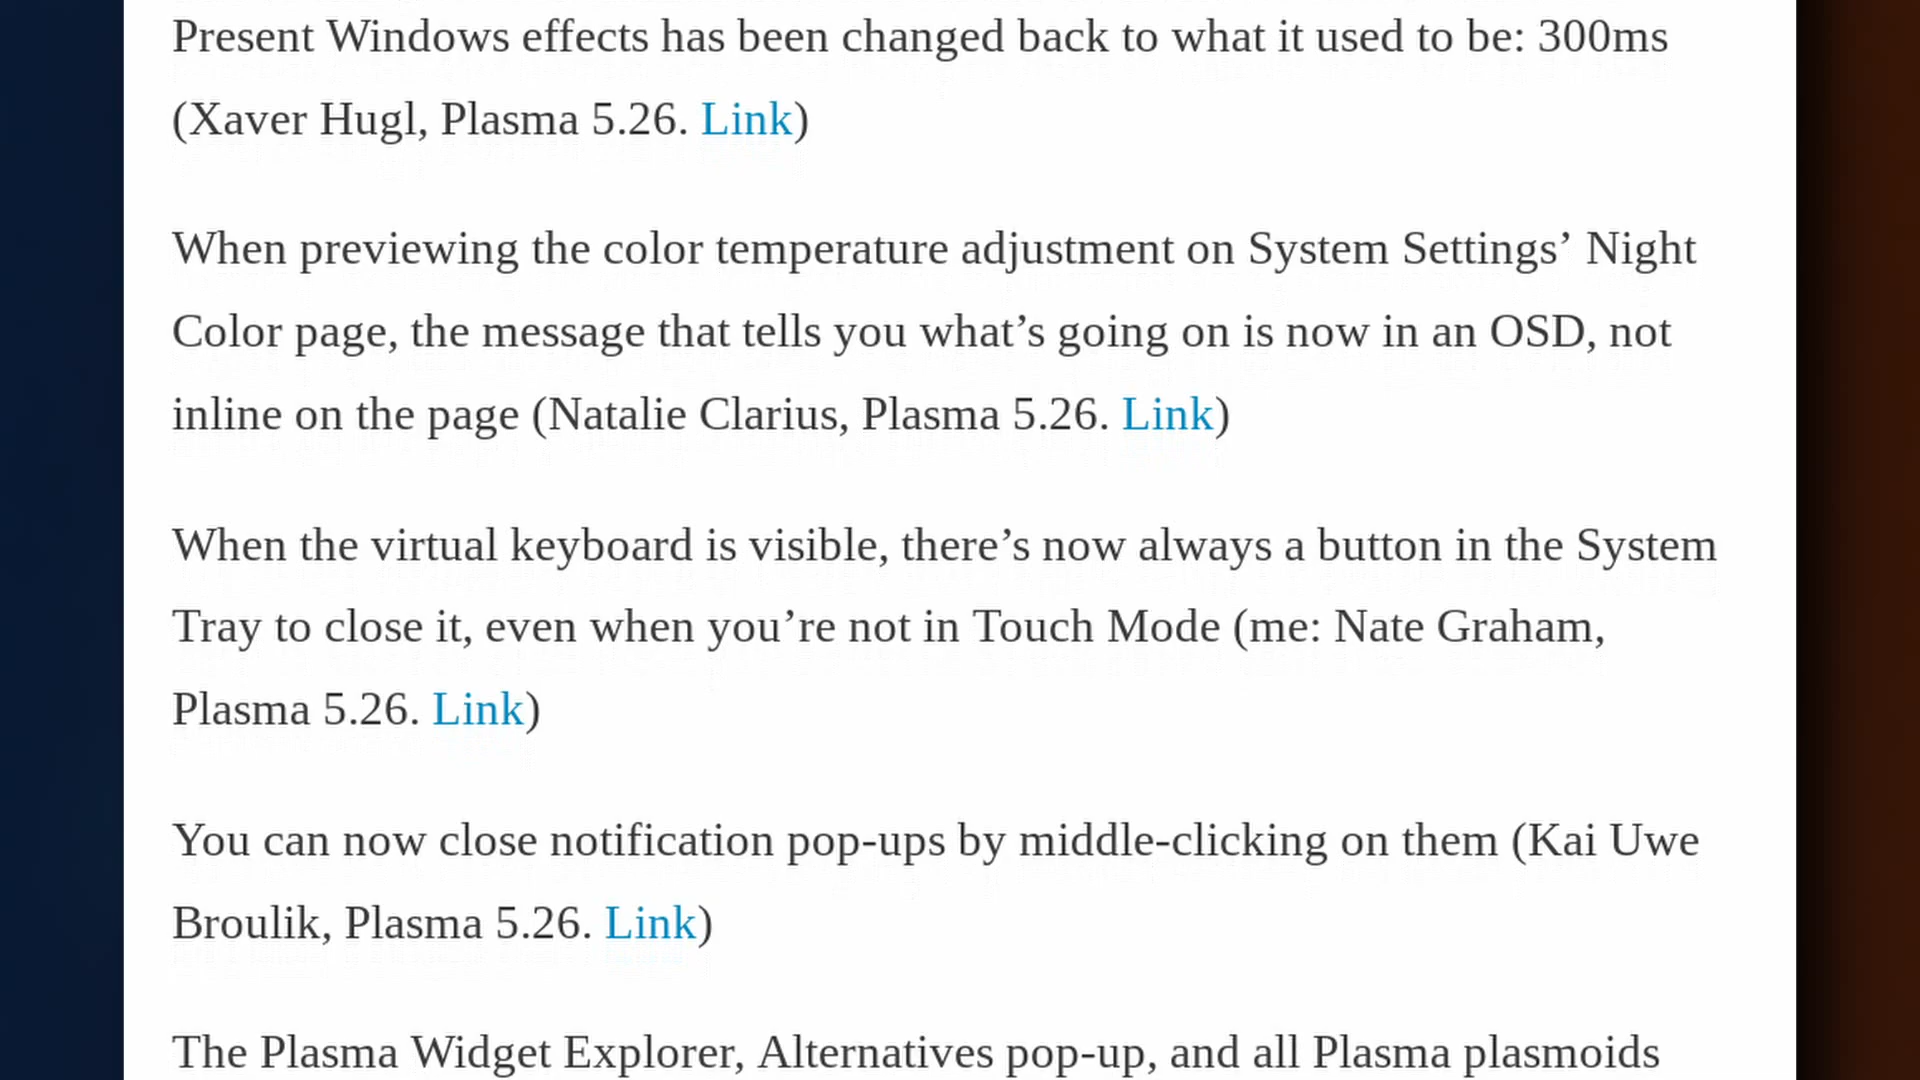 Present Windows effects has been changed back to what it used to be: 300ms
(Xaver Hugl, Plasma 5.26. Link)
When previewing the color temperature adjustment on System Settings’ Night
Color page, the message that tells you what’s going on is now in an OSD, not
inline on the page (Natalie Clarius, Plasma 5.26. Link)
When the virtual keyboard is visible, there’s now always a button in the System
Tray to close it, even when you’re not in Touch Mode (me: Nate Graham,
Plasma 5.26. Link)
You can now close notification pop-ups by middle-clicking on them (Kai Uwe
Broulik, Plasma 5.26. Link)
The Plasma Widget Explorer, Alternatives pop-up, and all Plasma plasmoids